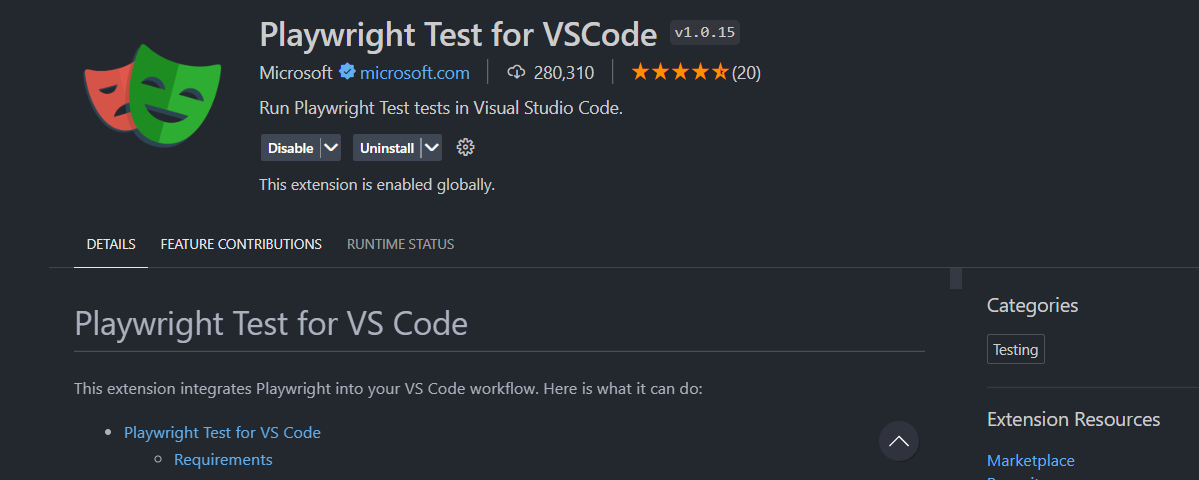 Playwright Test for VSCode v1.0.15
Microsoft microsoft.com 280,310 (20)
Run Playwright Test tests in Visual Studio Code.
Disable Uninstall
This extension is enabled globally.
DETAILS FEATURE CONTRIBUTIONS RUNTIME STATUS
Playwright Test for VS Code
This extension integrates Playwright into your VS Code workflow. Here is what it can do:
Playwright Test for VS Code
Requirements
Categories
Testing
Extension Resources
Marketplace